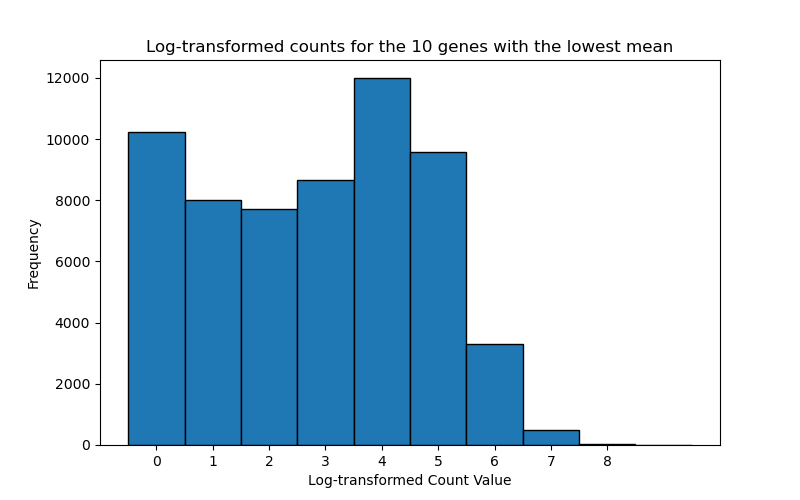 Log-transformed counts for the 10 genes with the lowest mean
12000
10000
8000
6000
4000
2000
0
Frequency
0 1 2 3 4 5 6 7 8
Log-transformed Count Value